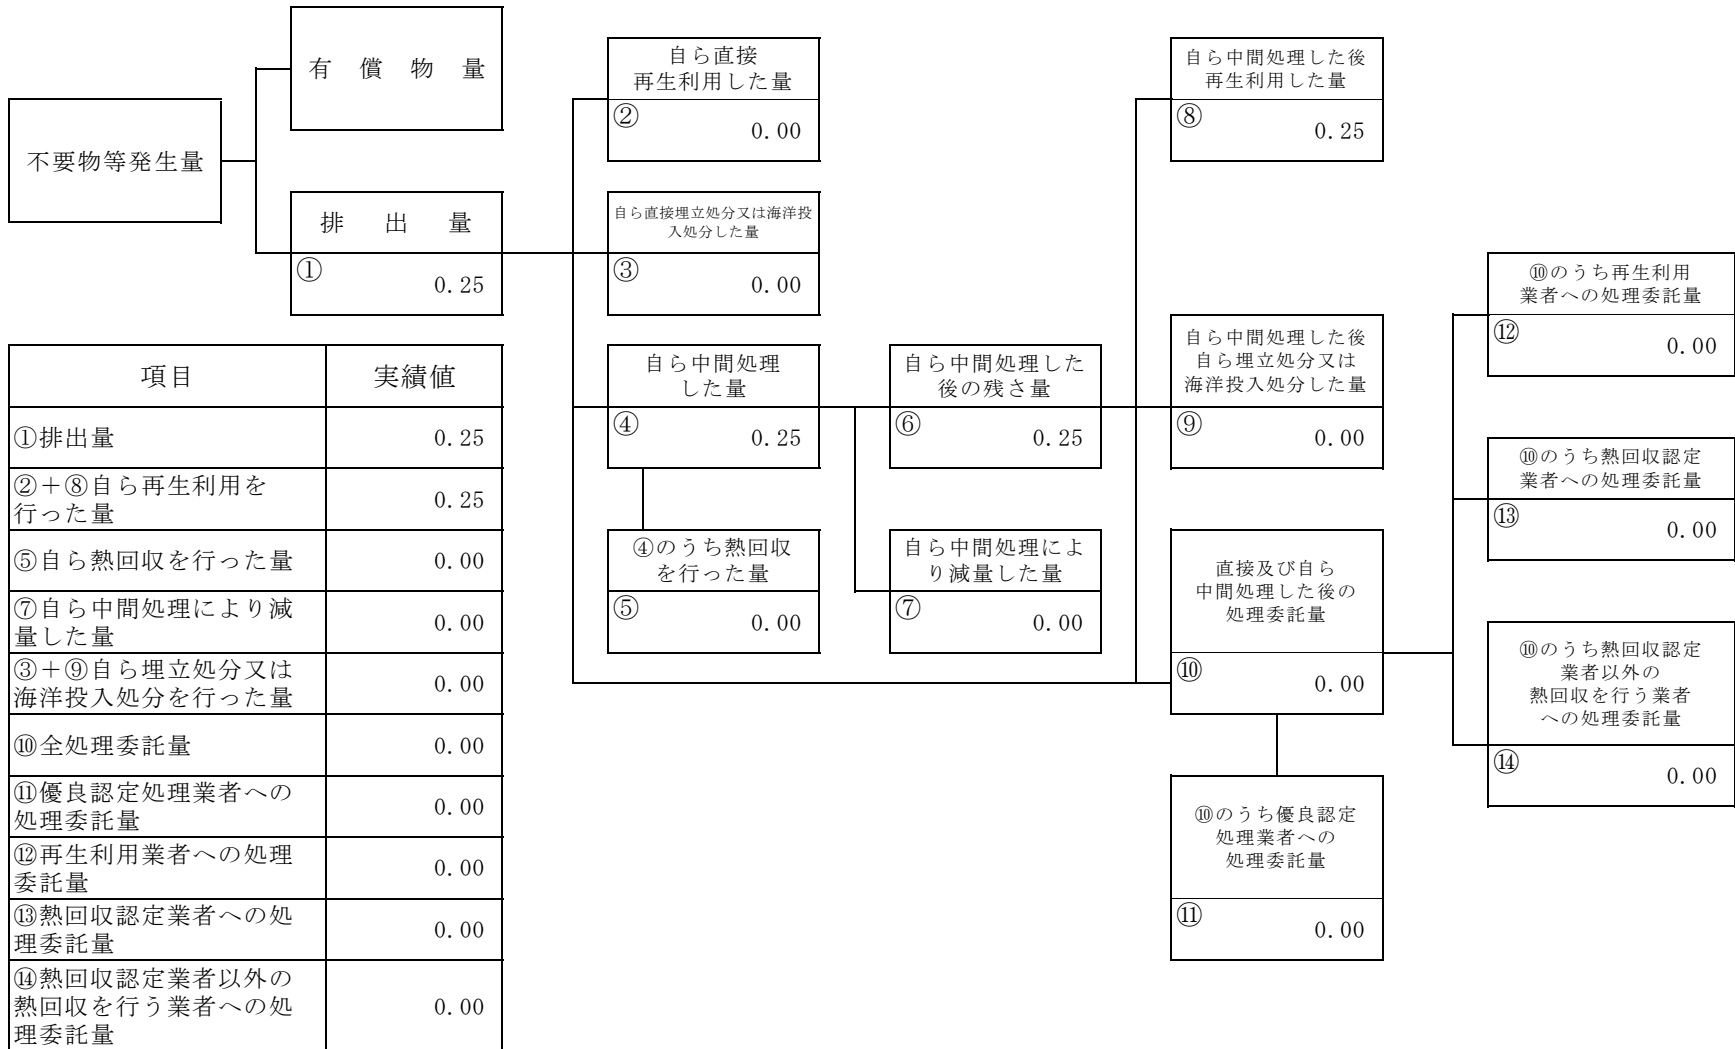 不要物等発生量
有　償　物　量
排　出　量
①
0.25
自ら直接
再生利用した量
②
0.00
自ら直接埋立処分又は海洋投
入処分した量
③
0.00
自ら中間処理
した量
④
0.25
④のうち熱回収
を行った量
⑤
0.00
自ら中間処理した
後の残さ量
⑥
0.25
自ら中間処理によ
り減量した量
⑦
0.00
自ら中間処理した後
再生利用した量
⑧
0.25
自ら中間処理した後
自ら埋立処分又は
海洋投入処分した量
⑨
0.00
直接及び自ら
中間処理した後の
処理委託量
⑩
0.00
⑩のうち優良認定
処理業者への
処理委託量
⑪
0.00
⑩のうち再生利用
業者への処理委託量
⑫
0.00
⑩のうち熱回収認定
業者への処理委託量
⑬
0.00
⑩のうち熱回収認定
業者以外の
熱回収を行う業者
への処理委託量
⑭
0.00
項目　実績値
①排出量　0.25
②＋⑧自ら再生利用を
行った量　0.25
⑤自ら熱回収を行った量　0.00
⑦自ら中間処理により減
量した量　0.00
③＋⑨自ら埋立処分又は
海洋投入処分を行った量　0.00
⑩全処理委託量　0.00
⑪優良認定処理業者への
処理委託量　0.00
⑫再生利用業者への処理
委託量　0.00
⑬熱回収認定業者への処
理委託量　0.00
⑭熱回収認定業者以外の
熱回収を行う業者への処
理委託量　0.00